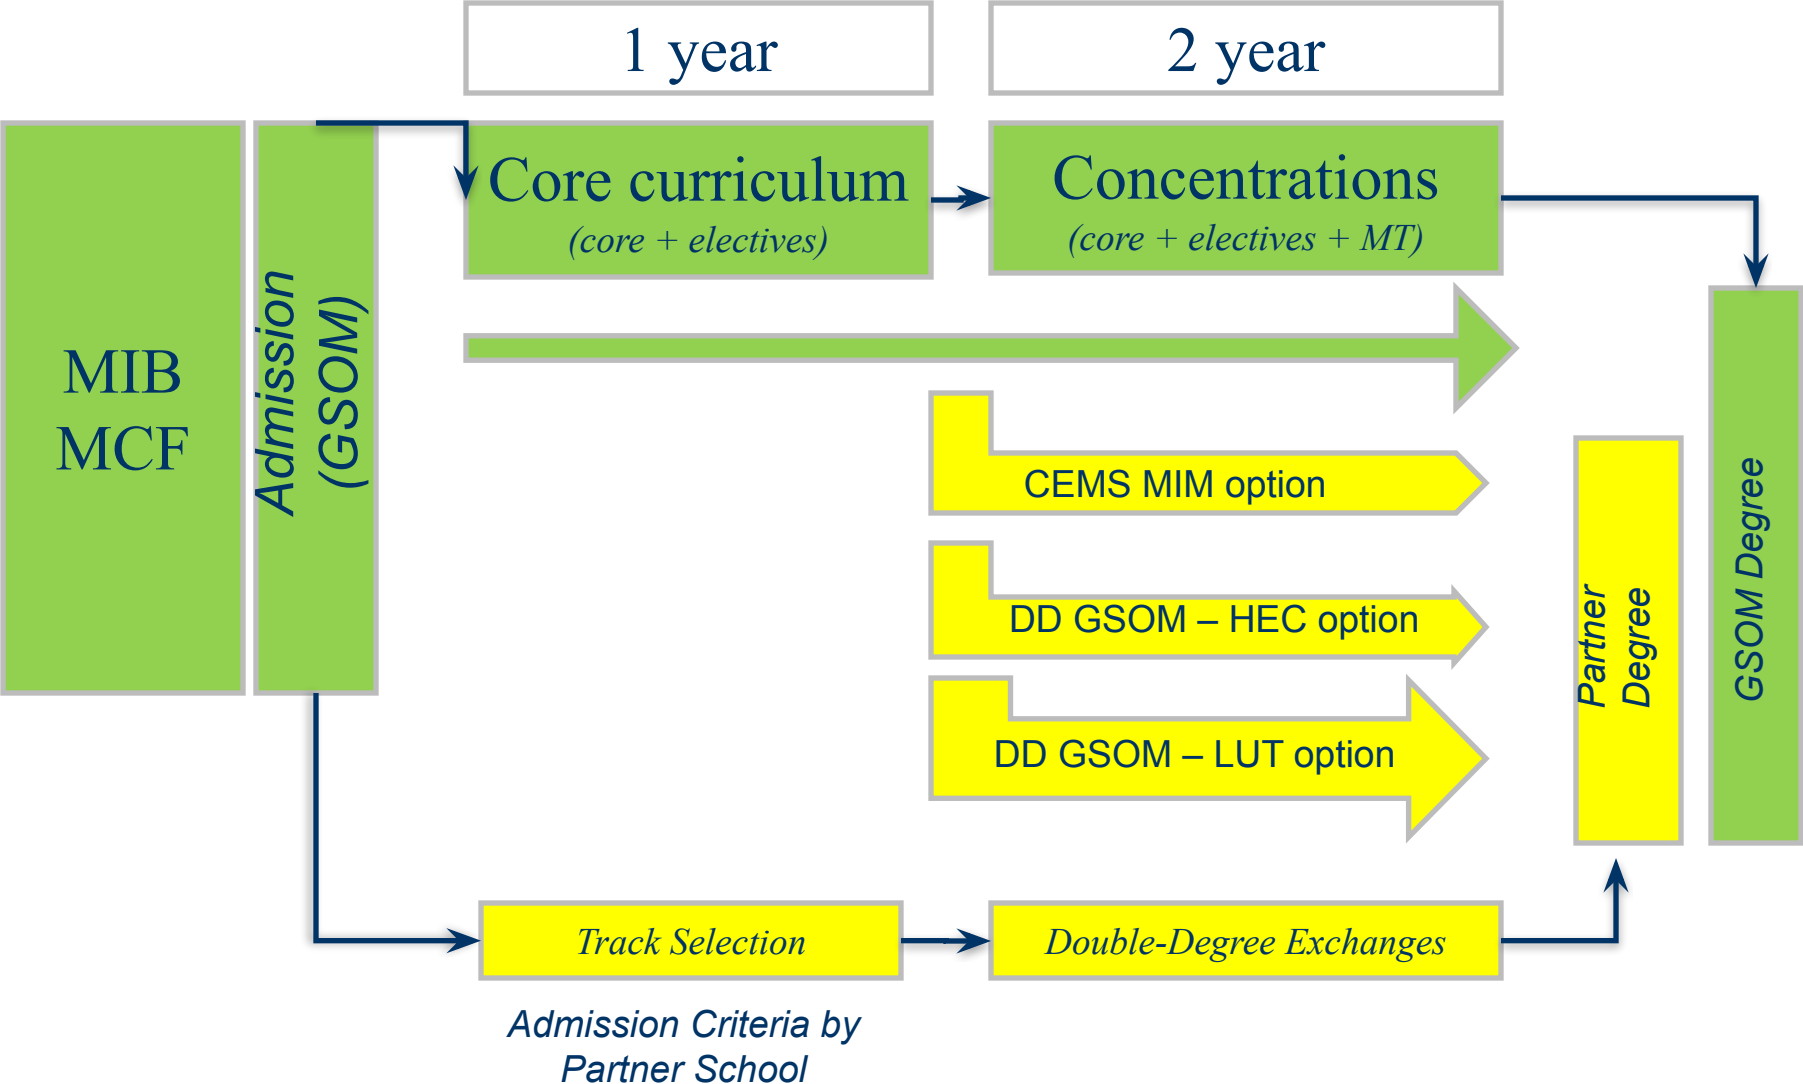 1 year
2 year
MIB
MCF
Admission
(GSOM)
Core curriculum
(core + electives)
Concentrations
(core + electives + MT)
CEMS MIM option
DD GSOM – HEC option
DD GSOM – LUT option
Partner
Degree
GSOM Degree
Track Selection
Double-Degree Exchanges
Admission Criteria by
Partner School